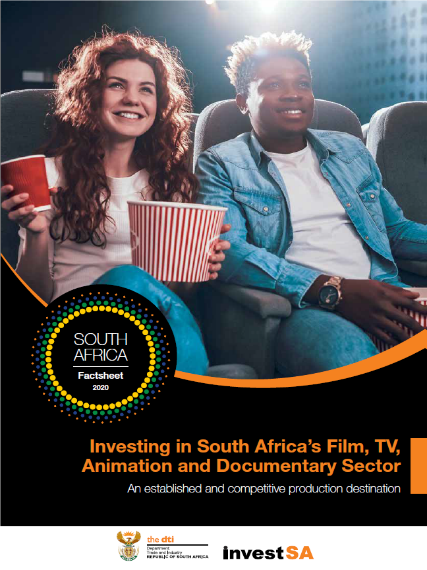 SOUTH
AFRICA
Factsheet
2020
Investing in South Africa's Film, TV,
Animation and Documentary Sector
An established and competitive production destination
the dti
Department:
Trade and Industry
REPUBLIC OF SOUTH AFRICA
investSA